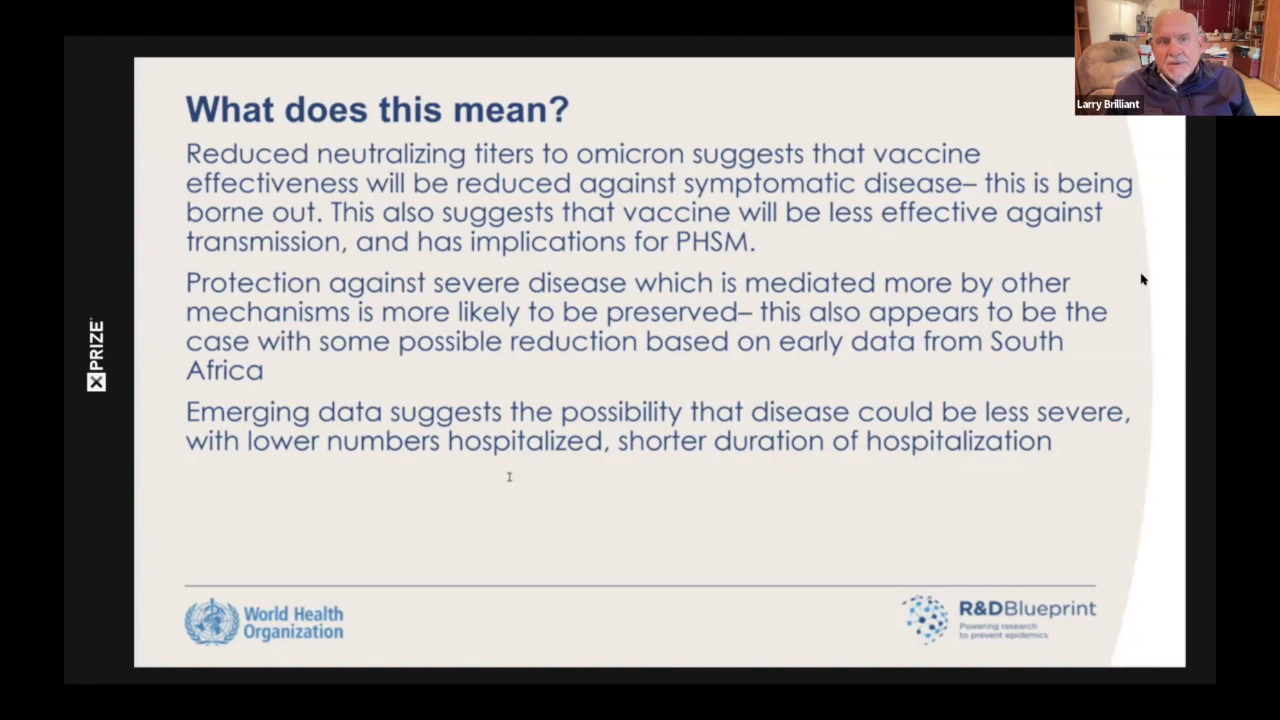 Larry Brilliant
What does this mean?
Reduced neutralizing titers to omicron suggests that vaccine
effectiveness will be reduced against symptomatic disease– this is being
borne out. This also suggests that vaccine will be less effective against
transmission, and has implications for PHSM.
Protection against severe disease which is mediated more by other
mechanisms is more likely to be preserved– this also appears to be the
case with some possible reduction based on early data from South
Africa
Emerging data suggests the possibility that disease could be less severe,
with lower numbers hospitalized, shorter duration of hospitalization
XPRIZE
World Health
Organization
R&DBlueprint
Powering research
to prevent epidemics